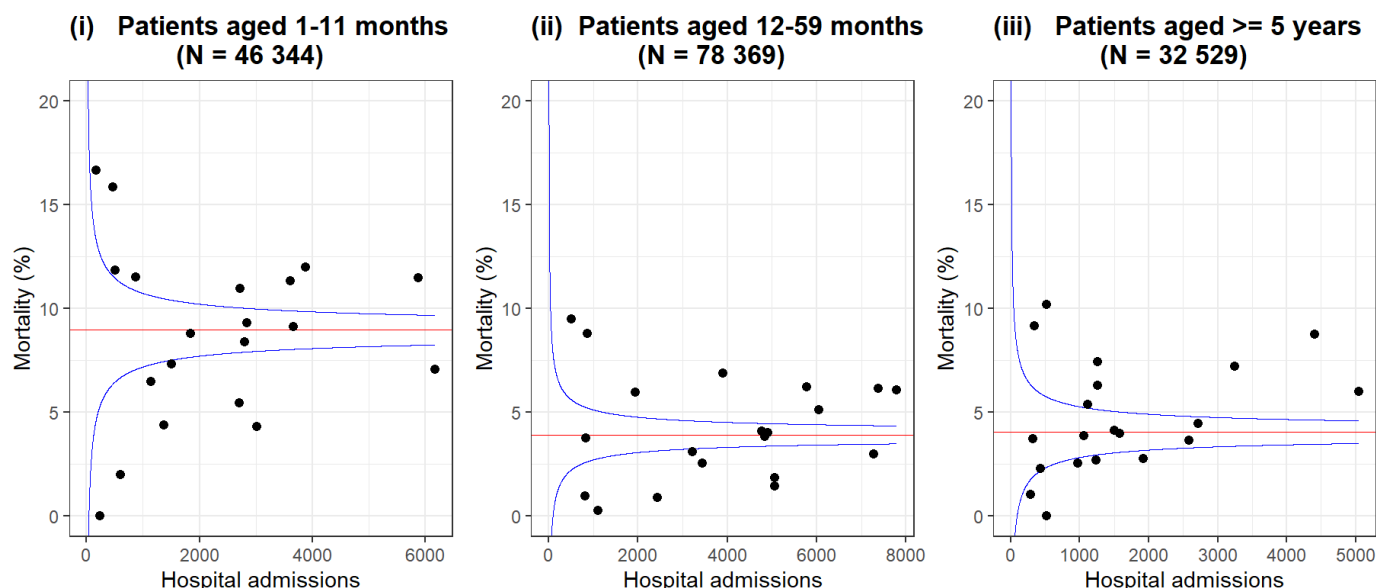 (i) Patients aged 1-11 months
(N = 46 344)
Mortality (%)
20
15
10
5
0
0 2000 4000 6000
Hospital admissions
(ii) Patients aged 12-59 months
(N = 78 369)
Mortality (%)
20
15
10
5
0
0 2000 4000 6000 8000
Hospital admissions
(iii) Patients aged >= 5 years
(N = 32 529)
Mortality (%)
20
15
10
5
0
0 1000 2000 3000 4000 5000
Hospital admissions